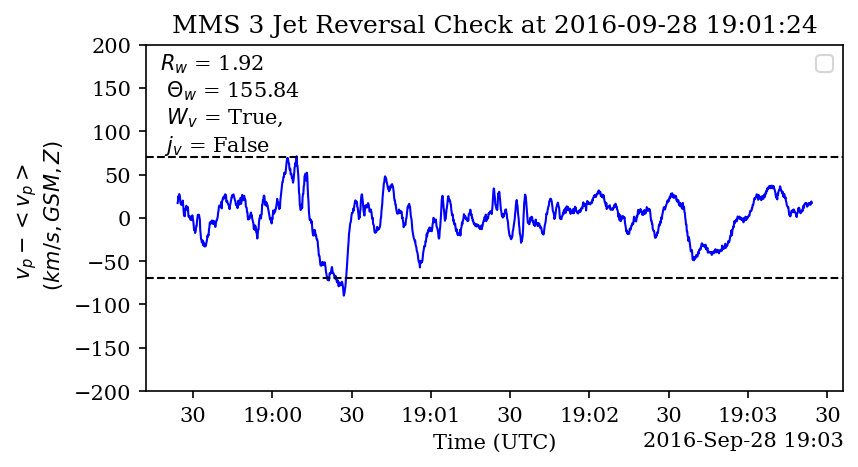 MMS 3 Jet Reversal Check at 2016-09-28 19:01:24
R_w = 1.92
Θ_w = 155.84
W_v = True,
j_v = False
200
150
100
50
0
−50
−100
−150
−200
v_p − < v_p >
(km/s, GSM, Z)
30 19:00 30 19:01 30 19:02 30 19:03 30
Time (UTC)
2016-Sep-28 19:03